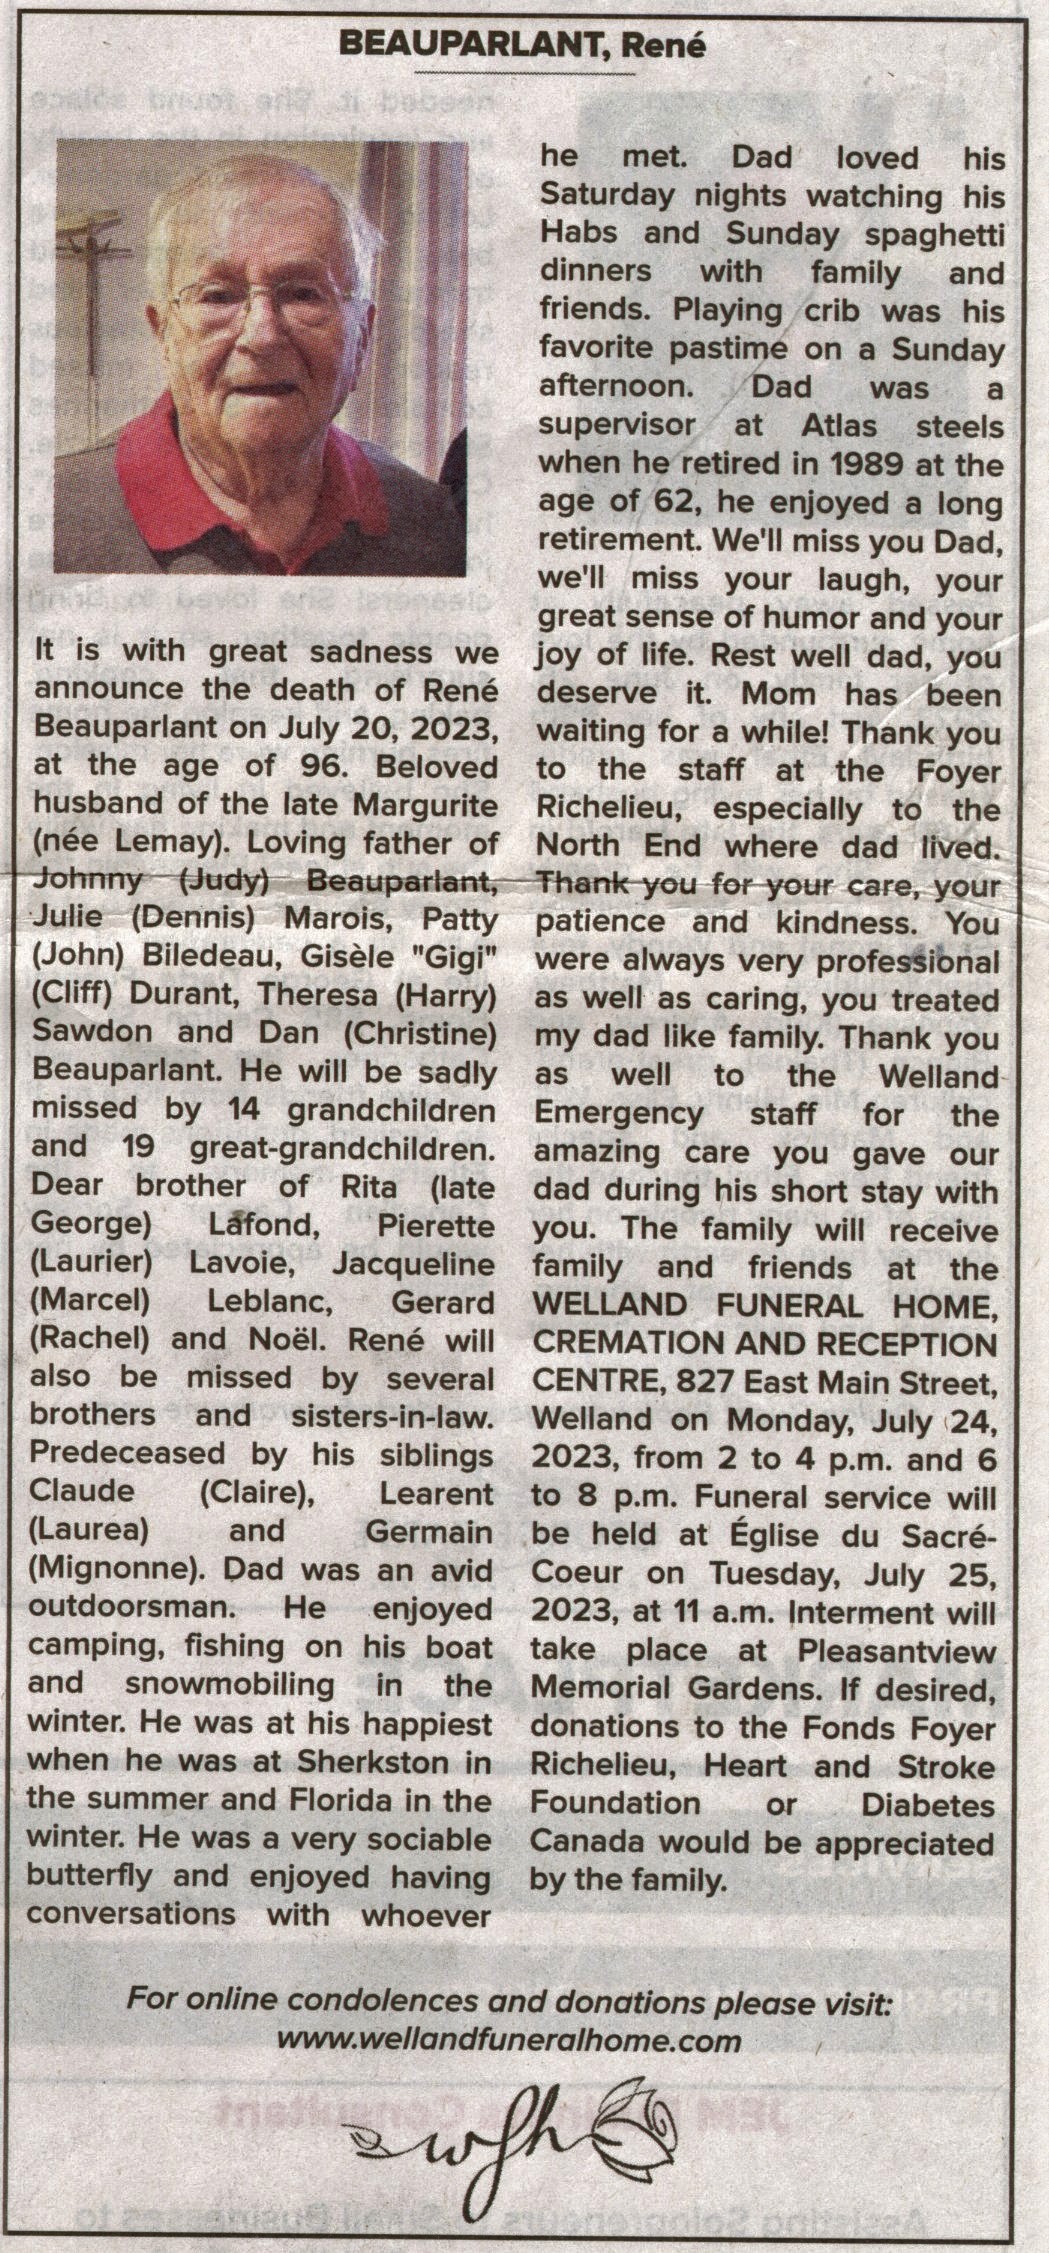 BEAUPARLANT, René
It is with great sadness we
announce the death of René
Beauparlant on July 20, 2023,
at the age of 96. Beloved
husband of the late Margurite
(née Lemay). Loving father of
Johnny (Judy) Beauparlant,
Julie (Dennis) Marois, Patty
(John) Biledeau, Gisèle "Gigi"
(Cliff) Durant, Theresa (Harry)
Sawdon and Dan (Christine)
Beauparlant. He will be sadly
missed by 14 grandchildren
and 19 great-grandchildren.
Dear brother of Rita (late
George) Lafond, Pierette
(Laurier) Lavoie, Jacqueline
(Marcel) Leblanc, Gerard
(Rachel) and Noël. René will
also be missed by several
brothers and sisters-in-law.
Predeceased by his siblings
Claude (Claire), Learent
(Laurea) and Germain
(Mignonne). Dad was an avid
outdoorsman. He enjoyed
camping, fishing on his boat
and snowmobiling in the
winter. He was at his happiest
when he was at Sherkston in
the summer and Florida in the
winter. He was a very sociable
butterfly and enjoyed having
conversations with whoever
he met. Dad loved his
Saturday nights watching his
Habs and Sunday spaghetti
dinners with family and
friends. Playing crib was his
favorite pastime on a Sunday
afternoon. Dad was a
supervisor at Atlas steels
when he retired in 1989 at the
age of 62, he enjoyed a long
retirement. We'll miss you Dad,
we'll miss your laugh, your
great sense of humor and your
joy of life. Rest well dad, you
deserve it. Mom has been
waiting for a while! Thank you
to the staff at the Foyer
Richelieu, especially to the
North End where dad lived.
Thank you for your care, your
patience and kindness. You
were always very professional
as well as caring, you treated
my dad like family. Thank you
as well to the Welland
Emergency staff for the
amazing care you gave our
dad during his short stay with
you. The family will receive
family and friends at the
WELLAND FUNERAL HOME,
CREMATION AND RECEPTION
CENTRE, 827 East Main Street,
Welland on Monday, July 24,
2023, from 2 to 4 p.m. and 6
to 8 p.m. Funeral service will
be held at Église du Sacré-
Coeur on Tuesday, July 25,
2023, at 11 a.m. Interment will
take place at Pleasantview
Memorial Gardens. If desired,
donations to the Fonds Foyer
Richelieu, Heart and Stroke
Foundation or Diabetes
Canada would be appreciated
by the family.
For online condolences and donations please visit:
www.wellandfuneralhome.com
wfh